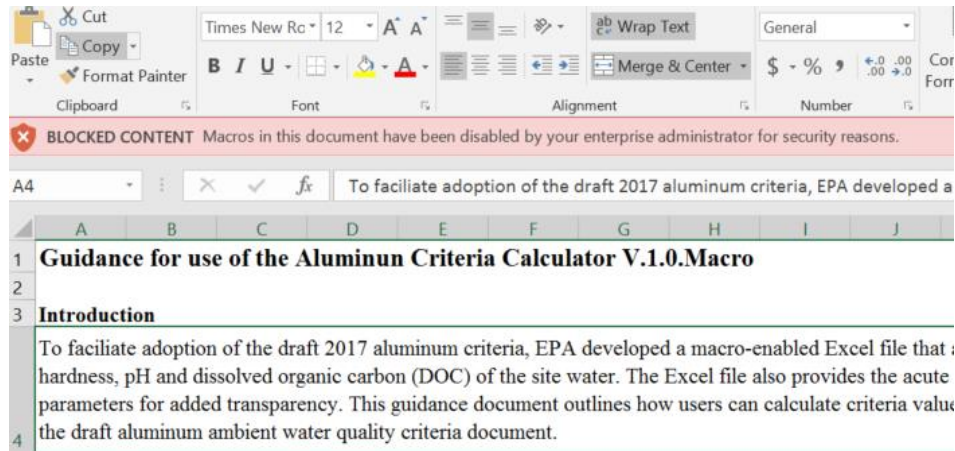 Cut
Copy
Paste
Format Painter
Clipboard
Times New Ro 12 A A
B I U A
Font
ab Wrap Text
Merge & Center
Alignment
General
$ % , .0 .00 .00 .0
Number
BLOCKED CONTENT Macros in this document have been disabled by your enterprise administrator for security reasons.
A4 fx To faciliate adoption of the draft 2017 aluminum criteria, EPA developed a
A B C D E F G H I J
1 Guidance for use of the Aluminun Criteria Calculator V.1.0.Macro
2
3 Introduction
To faciliate adoption of the draft 2017 aluminum criteria, EPA developed a macro-enabled Excel file that
hardness, pH and dissolved organic carbon (DOC) of the site water. The Excel file also provides the acute
parameters for added transparency. This guidance document outlines how users can calculate criteria value
4 the draft aluminum ambient water quality criteria document.